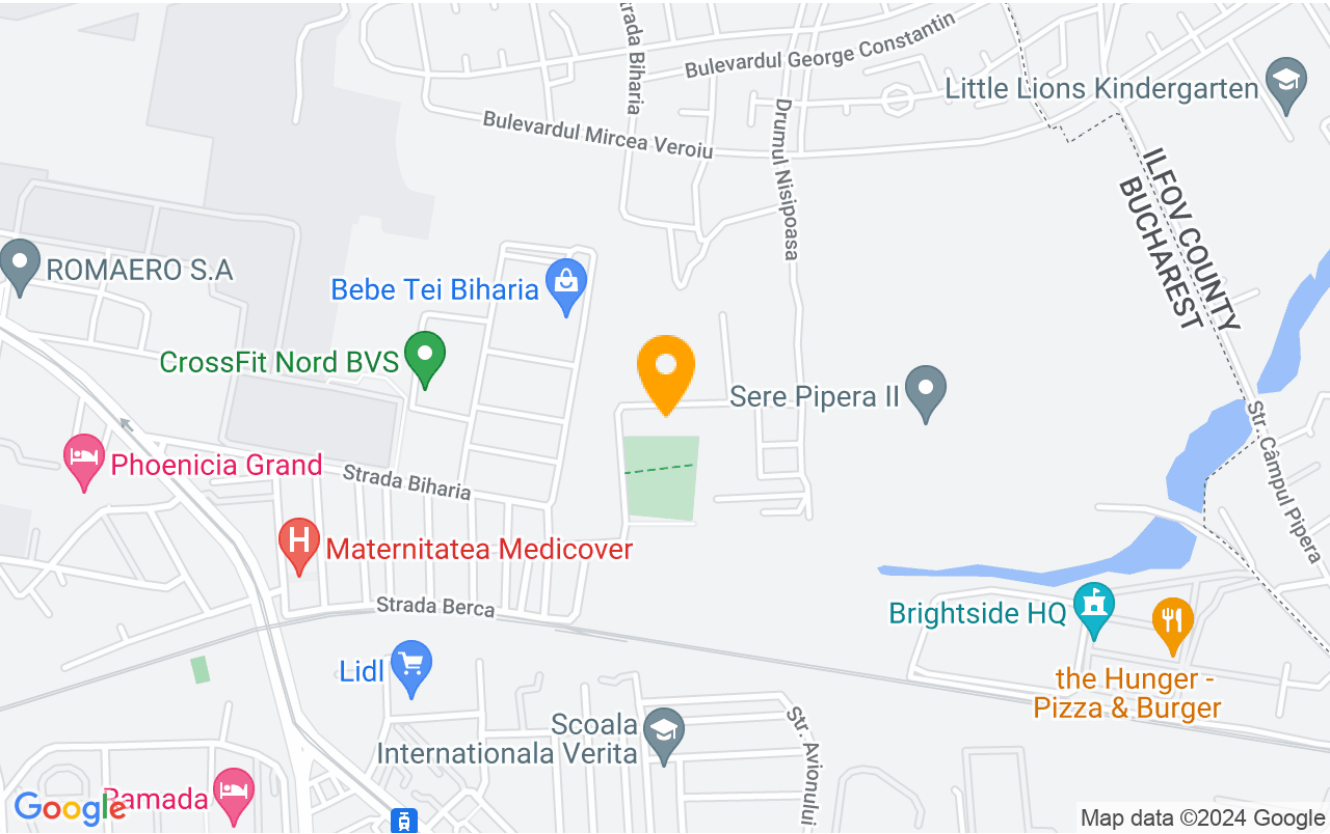 Strada Biharia
Bulevardul George Constantin
Little Lions Kindergarten
Bulevardul Mircea Veroiu
Drumul Nisipoasa
ILFOV COUNTY
BUCHAREST
ROMAERO S.A
Bebe Tei Biharia
CrossFit Nord BVS
Sere Pipera II
Str. Câmpul Pipera
Phoenicia Grand
Strada Biharia
H
Maternitatea Medicover
Strada Berca
Brightside HQ
Lidl
the Hunger -
Pizza & Burger
Scoala
Internationala Verita
Str. Avionului
Ramada
Google
Map data ©2024 Google